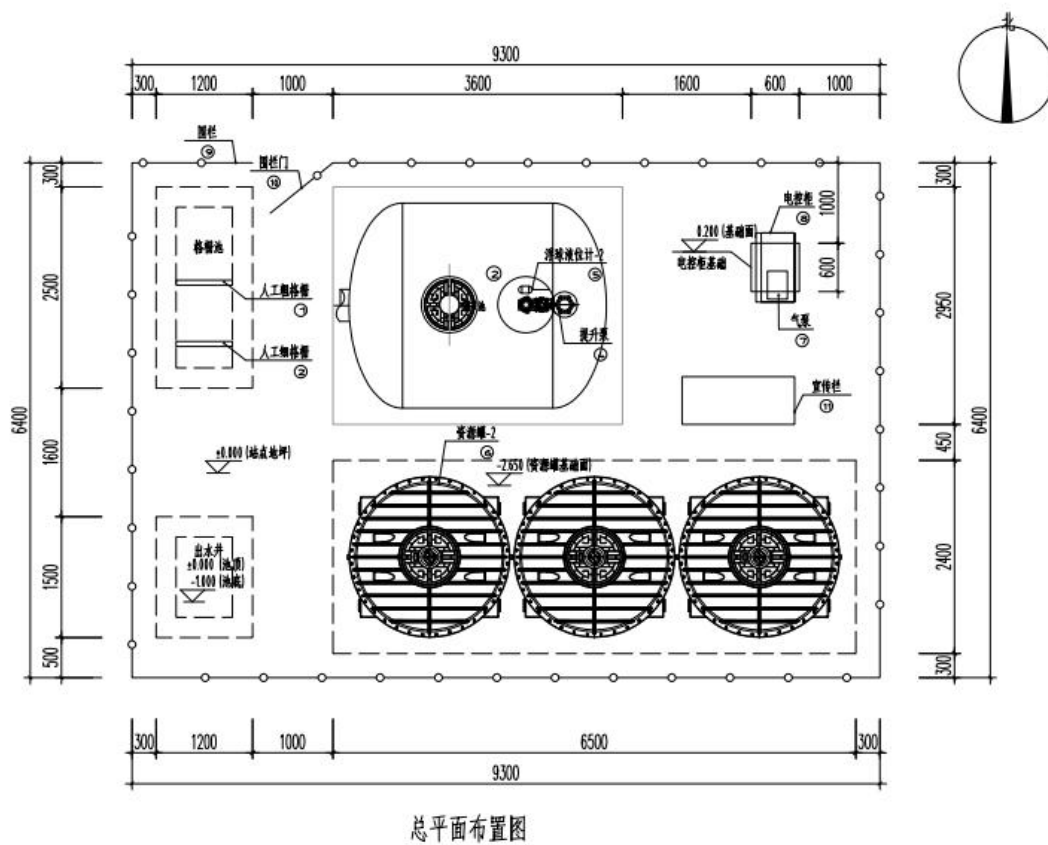 北
9300
300 1200 1000 3600 1600 600 1000
围栏
⑨
围栏门
⑩
300
2500
1600
1500
500
6400
格栅池
人工粗格栅
①
人工细格栅
②
②
浮球液位计-2
⑤
提升泵
④
0.200 (基础面)
电控柜基础
电控柜
⑧
1000
600
气泵
⑦
宣传栏
⑪
300
2950
450
2400
300
6400
±0.000 (站点地坪)
资源罐-2
⑥
-2.650 (资源罐基础面)
出水井
±0.000 (池顶)
-1.000 (池底)
300 1200 1000 6500 300
9300
总平面布置图